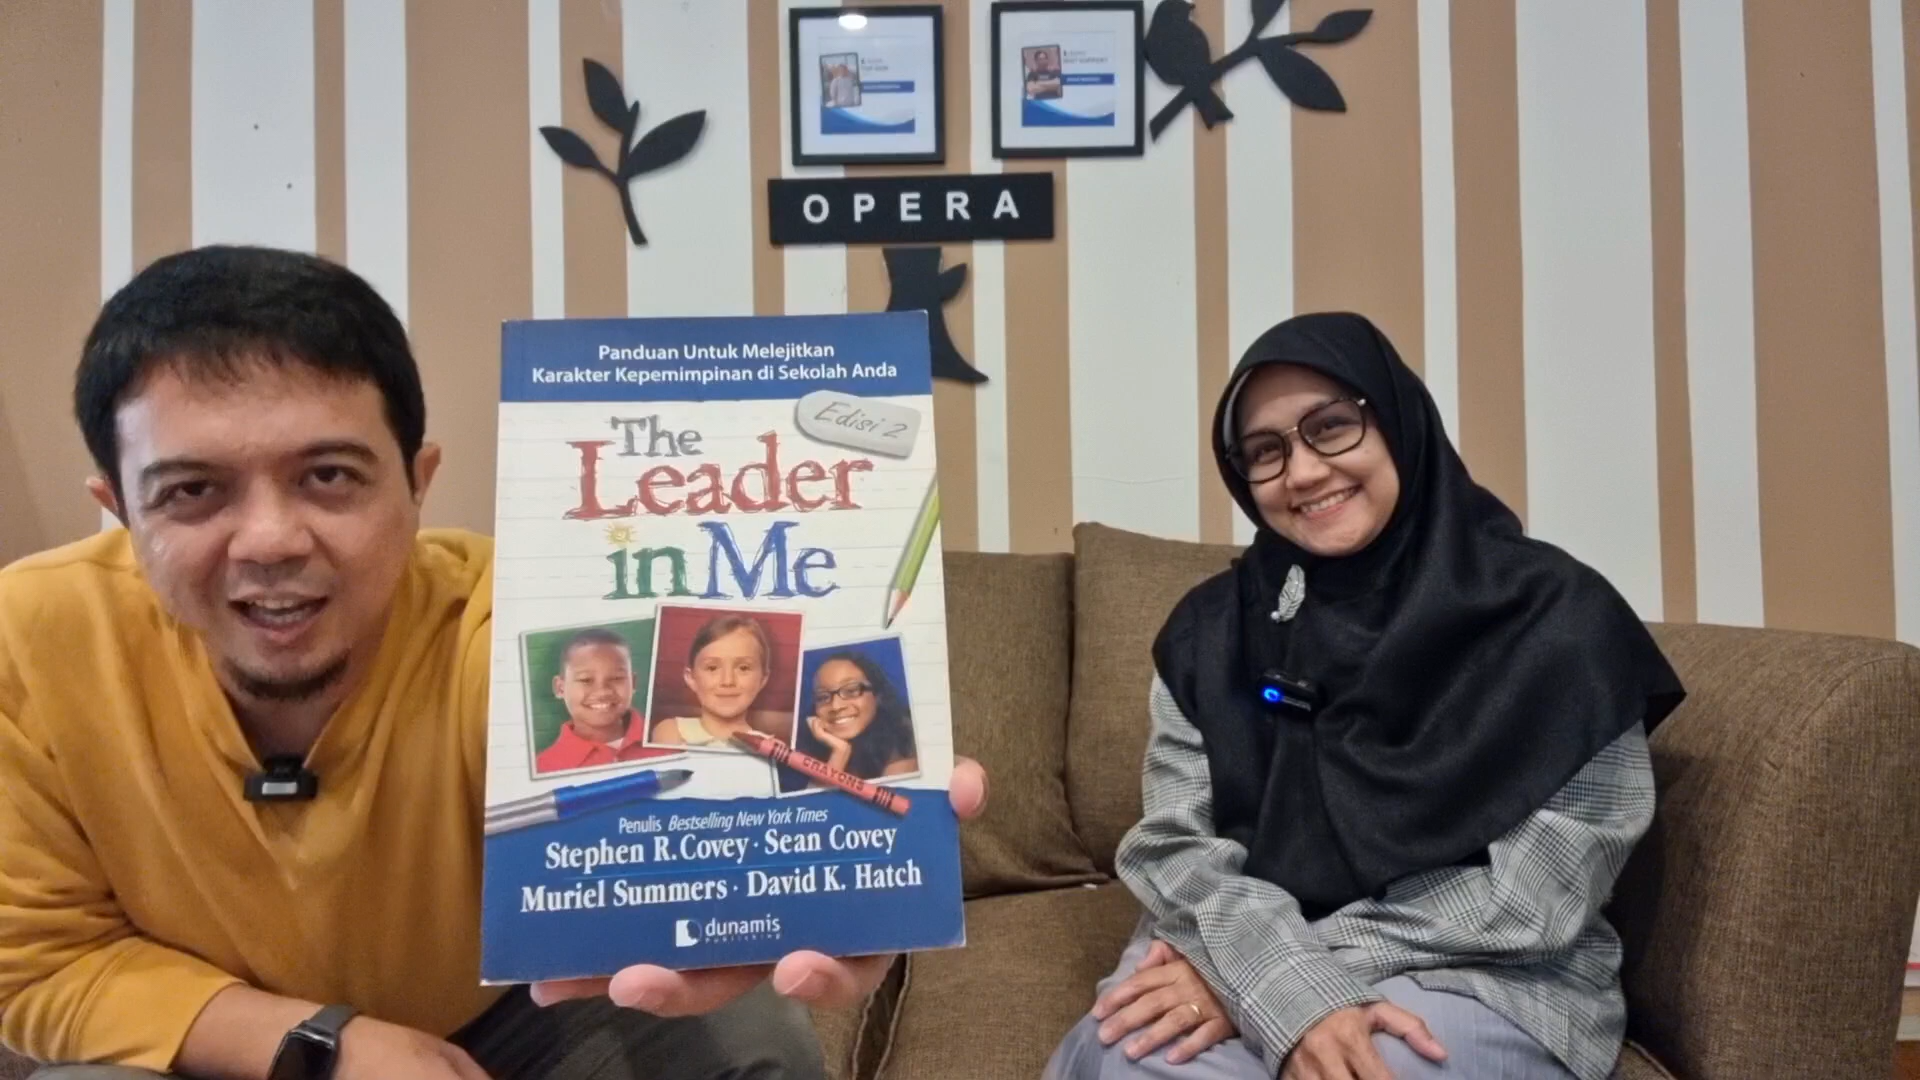 OPERA
Panduan Untuk Melejitkan
Karakter Kepemimpinan di Sekolah Anda
Edisi 2
The
Leader
in Me
CRAYONS
Penulis Bestselling New York Times
Stephen R. Covey · Sean Covey
Muriel Summers · David K. Hatch
dunamis
Publishing